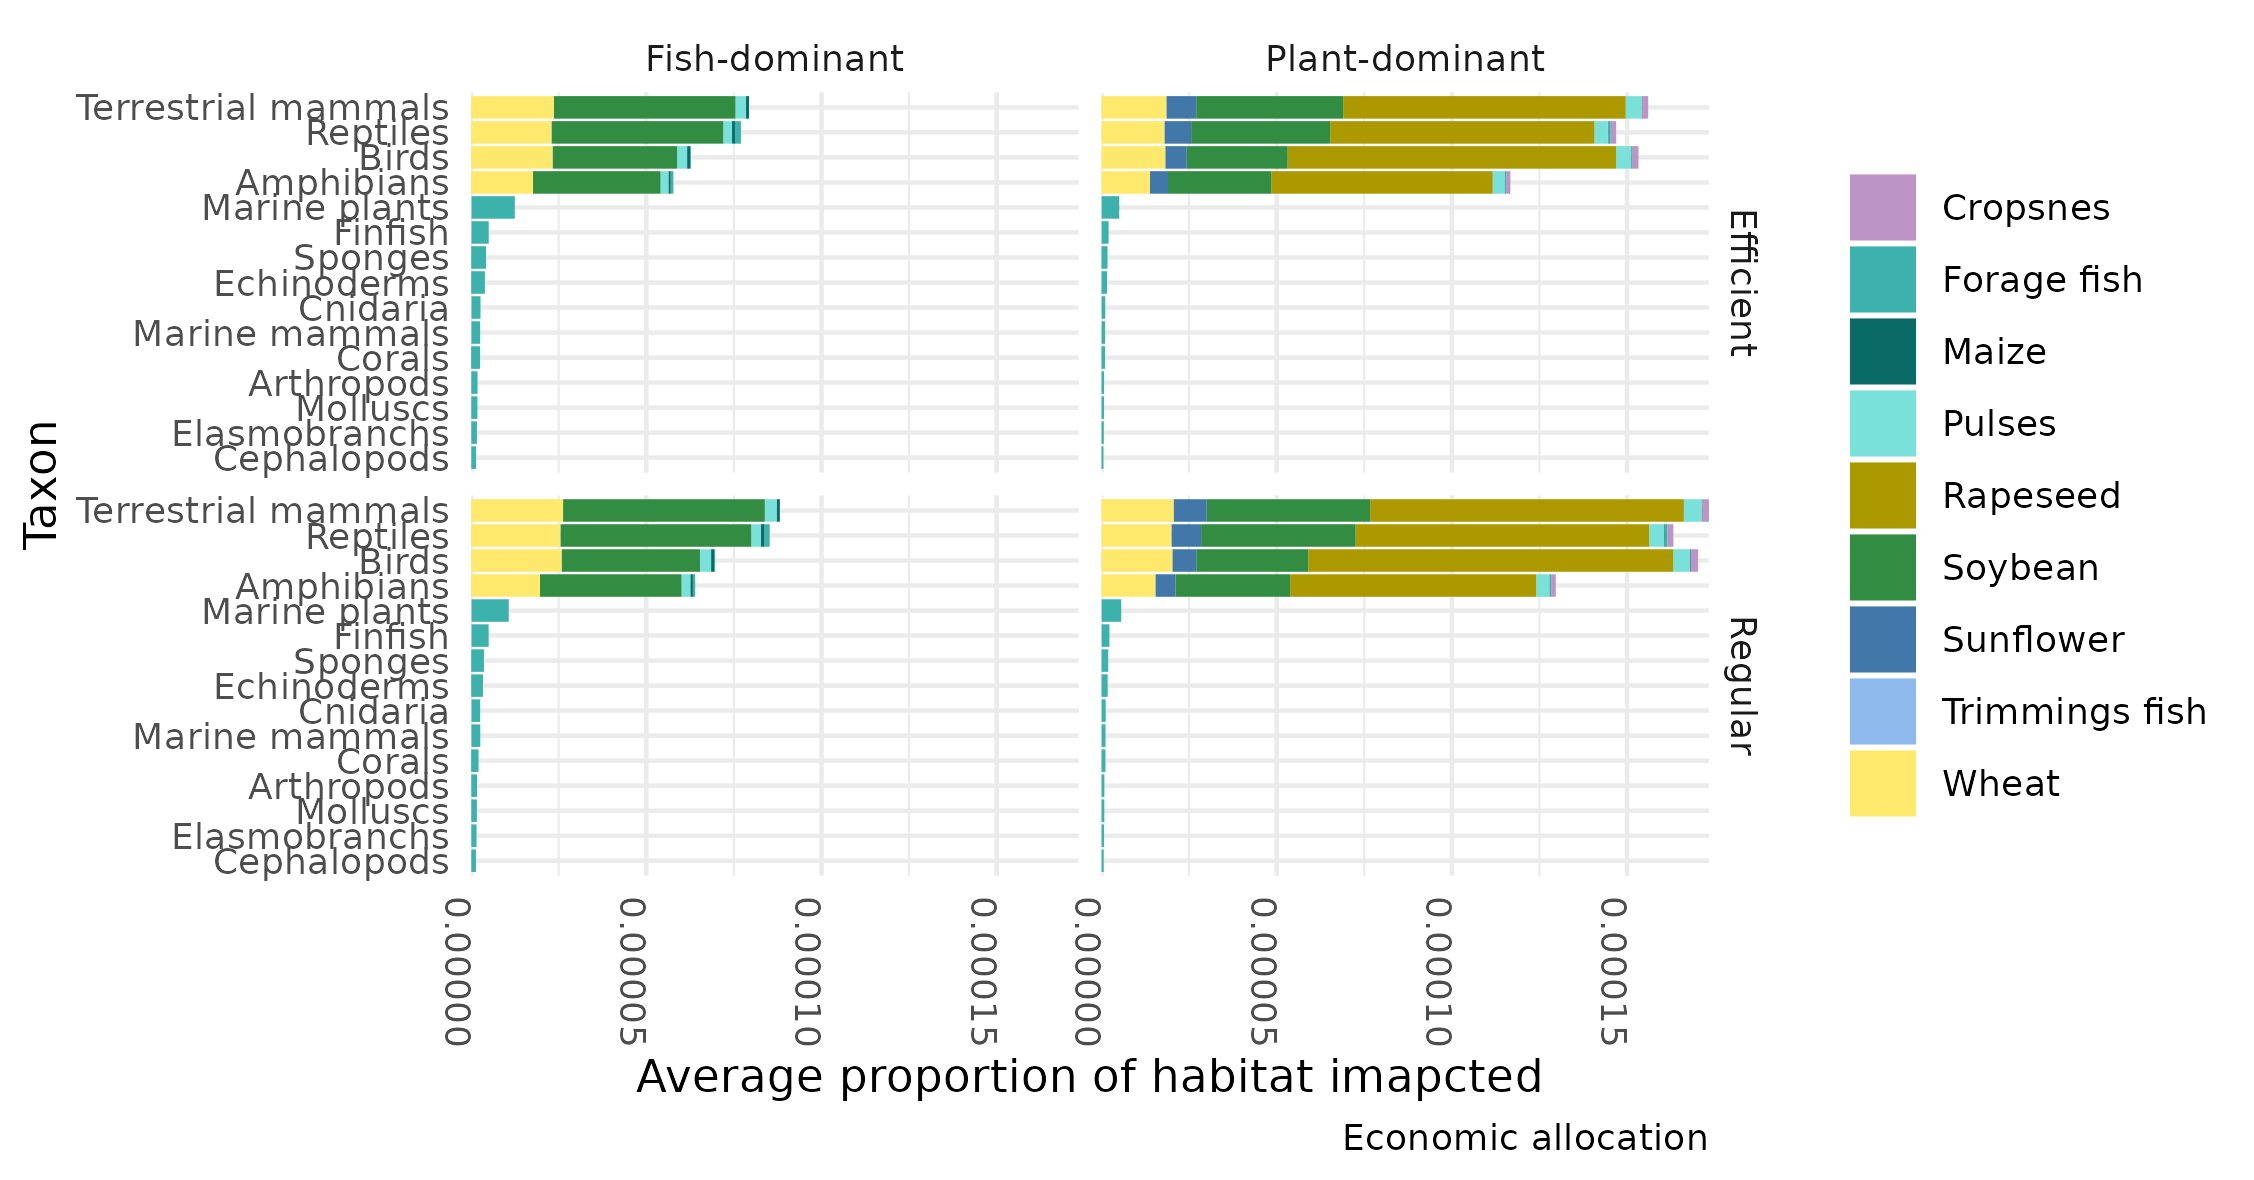 Fish-dominant
Plant-dominant
Terrestrial mammals
Reptiles
Birds
Amphibians
Marine plants
Finfish
Sponges
Echinoderms
Cnidaria
Marine mammals
Corals
Arthropods
Molluscs
Elasmobranchs
Cephalopods
Efficient
Terrestrial mammals
Reptiles
Birds
Amphibians
Marine plants
Finfish
Sponges
Echinoderms
Cnidaria
Marine mammals
Corals
Arthropods
Molluscs
Elasmobranchs
Cephalopods
Regular
Taxon
0.00000
0.00005
0.00010
0.00015
0.00000
0.00005
0.00010
0.00015
Average proportion of habitat imapcted
Economic allocation
Cropsnes
Forage fish
Maize
Pulses
Rapeseed
Soybean
Sunflower
Trimmings fish
Wheat